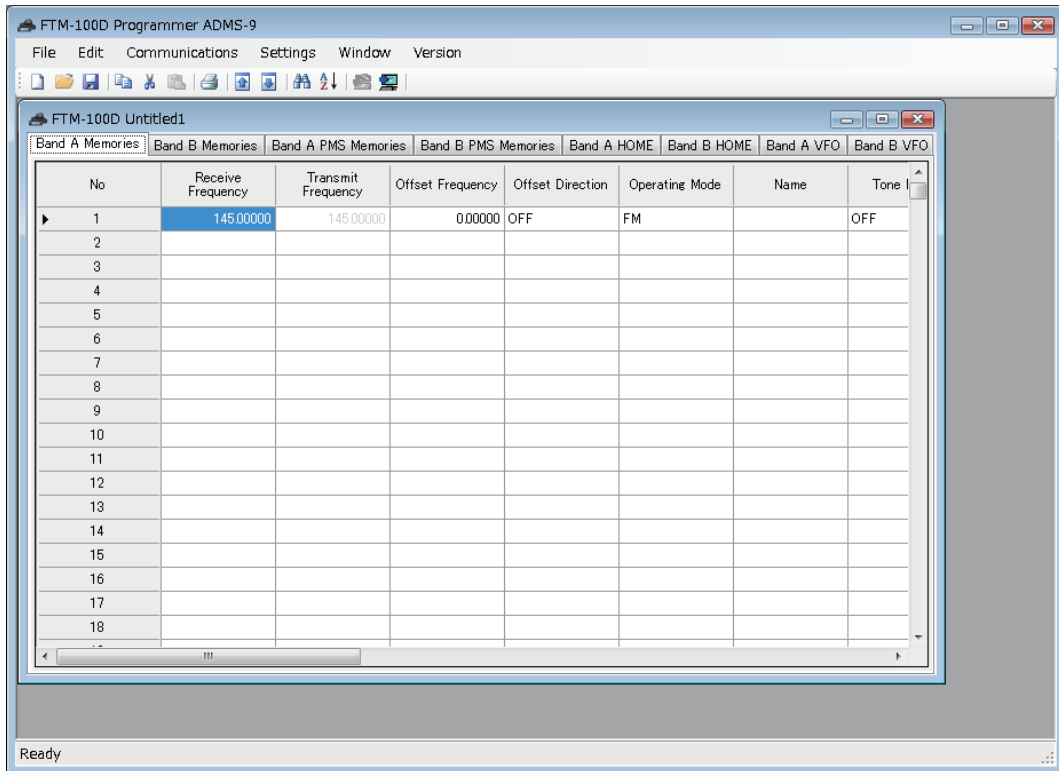 FTM-100D Programmer ADMS-9
File Edit Communications Settings Window Version
FTM-100D Untitled1
Band A Memories Band B Memories Band A PMS Memories Band B PMS Memories Band A HOME Band B HOME Band A VFO Band B VFO
No Receive Frequency Transmit Frequency Offset Frequency Offset Direction Operating Mode Name Tone
1 145.00000 145.00000 0.00000 OFF FM OFF
2
3
4
5
6
7
8
9
10
11
12
13
14
15
16
17
18
Ready